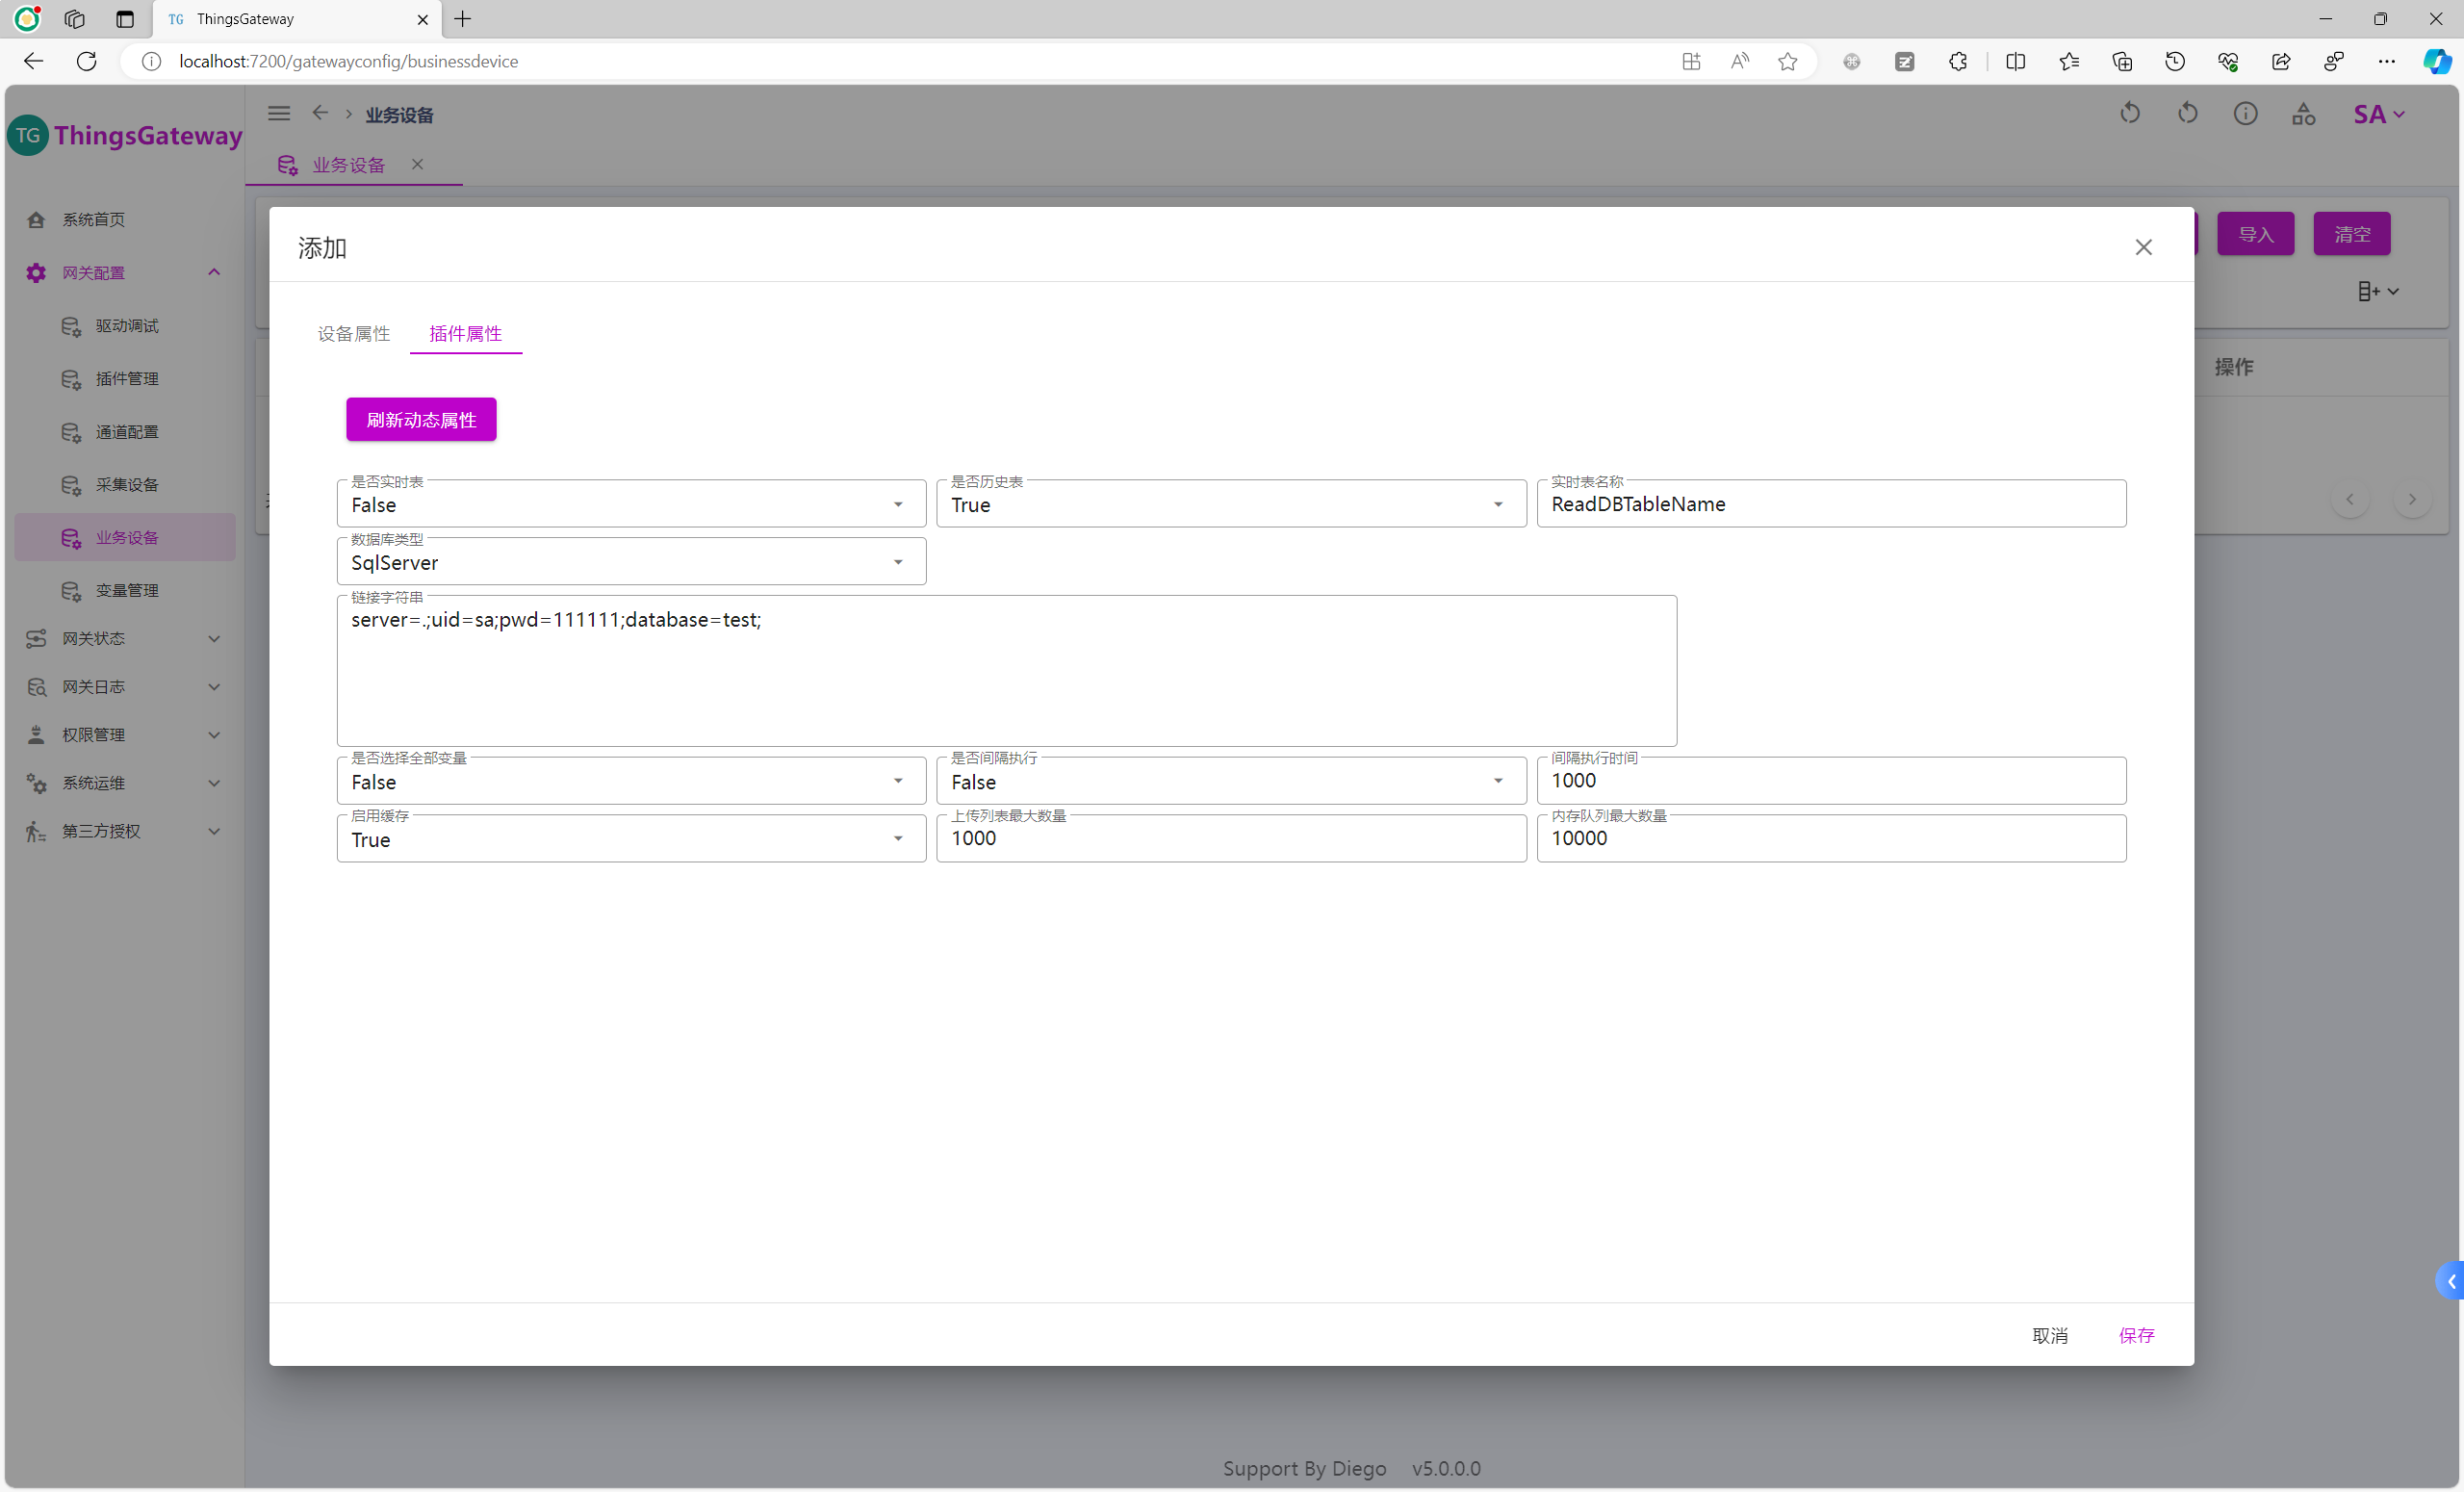 TG ThingsGateway
localhost:7200/gatewayconfig/businessdevice
TG ThingsGateway
业务设备
SA
业务设备
系统首页
网关配置
驱动调试
插件管理
通道配置
采集设备
业务设备
变量管理
网关状态
网关日志
权限管理
系统运维
第三方授权
导入
清空
操作
添加
设备属性
插件属性
刷新动态属性
是否实时表
False
是否历史表
True
实时表名称
ReadDBTableName
数据库类型
SqlServer
链接字符串
server=.;uid=sa;pwd=111111;database=test;
是否选择全部变量
False
是否间隔执行
False
间隔执行时间
1000
启用缓存
True
上传列表最大数量
1000
内存队列最大数量
10000
取消
保存
Support By Diego v5.0.0.0